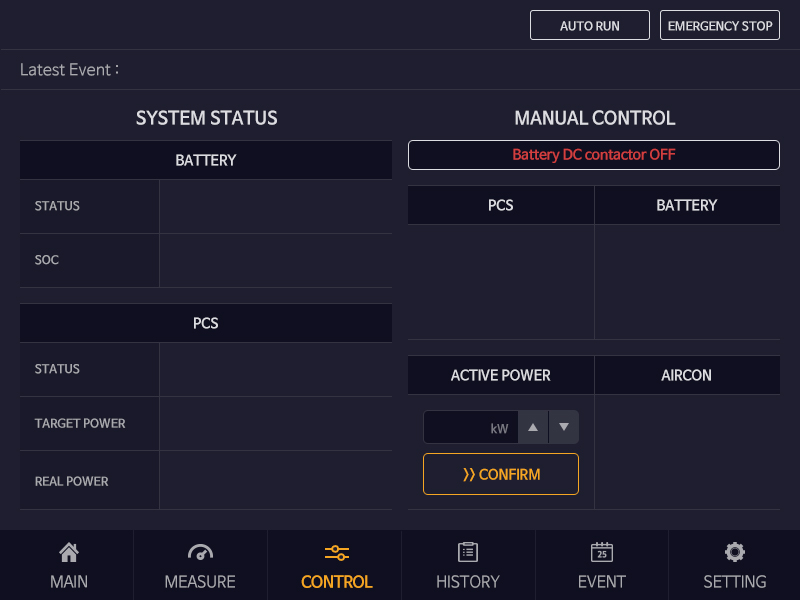 AUTO RUN
EMERGENCY STOP
Latest Event :
SYSTEM STATUS
BATTERY
STATUS
SOC
PCS
STATUS
TARGET POWER
REAL POWER
MANUAL CONTROL
Battery DC contactor OFF
PCS
BATTERY
ACTIVE POWER
AIRCON
kW
CONFIRM
MAIN
MEASURE
CONTROL
HISTORY
25
EVENT
SETTING